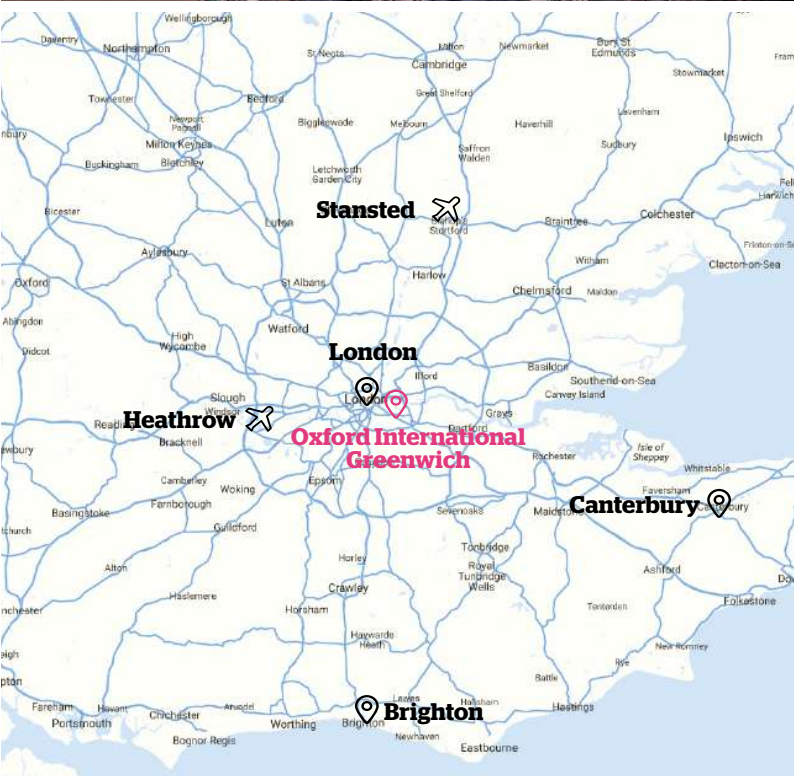 Wellingborough
Daventry
Northampton
St Neots
Milton
Newmarket
Bury St
Edmunds
Cambridge
Stowmarket
Great Shelford
Towcester
Bedford
Newport
Pagnell
Biggleswade
Melbourn
Haverhill
Lavenham
Ipswich
Milton Keynes
Saffron
Walden
Sudbury
Buckingham
Bletchley
Letchworth
Garden City
Harwich
Stansted
Bicester
Luton
Stortford
Braintree
Colchester
Aylesbury
Witham
Clacton-on-Sea
Oxford
St Albans
Harlow
Chelmsford
Maldon
Abingdon
Watford
High
Wycombe
Didcot
London
Ilford
Basildon
Southend-on-Sea
Canvey Island
Slough
Windsor
London
Grays
Heathrow
Dartford
Oxford International
Greenwich
Bracknell
Isle of
Sheppey
Rochester
Whitstable
Camberley
Woking
Epsom
Faversham
Farnborough
Canterbury
Basingstoke
Sevenoaks
Maidstone
Guildford
Tonbridge
Horley
Royal
Tunbridge
Wells
Alton
Ashford
Crawley
Haslemere
Folkestone
Horsham
Tenterden
Haywards
Heath
New Romney
Rye
Battle
Fareham
Havant
Arundel
Lewes
Hailsham
Hastings
Chichester
Brighton
Portsmouth
Worthing
Brighton
Newhaven
Bognor Regis
Eastbourne